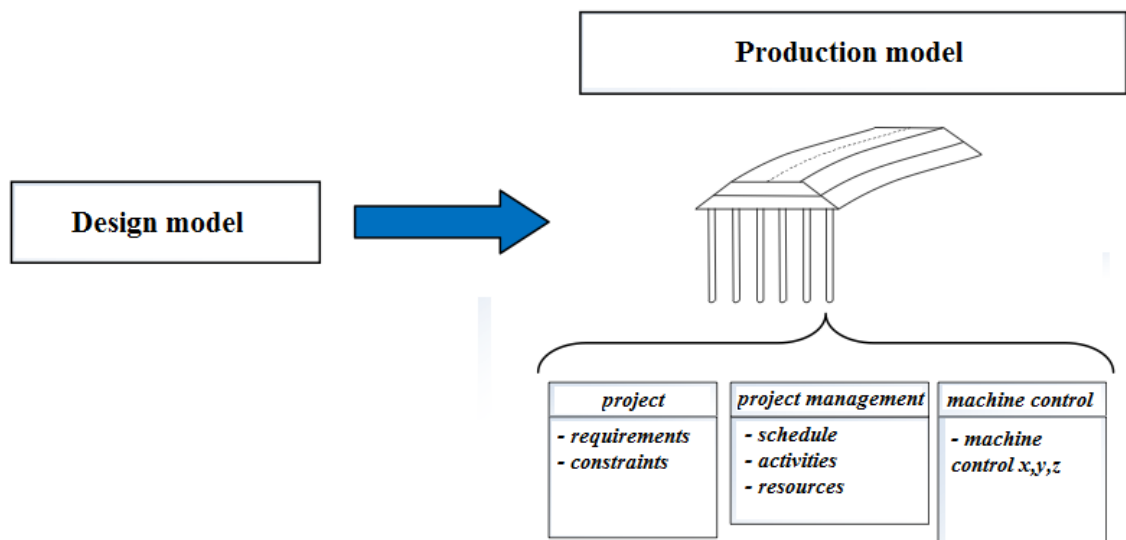 Production model
Design model
project
- requirements
- constraints
project management
- schedule
- activities
- resources
machine control
- machine
control x,y,z